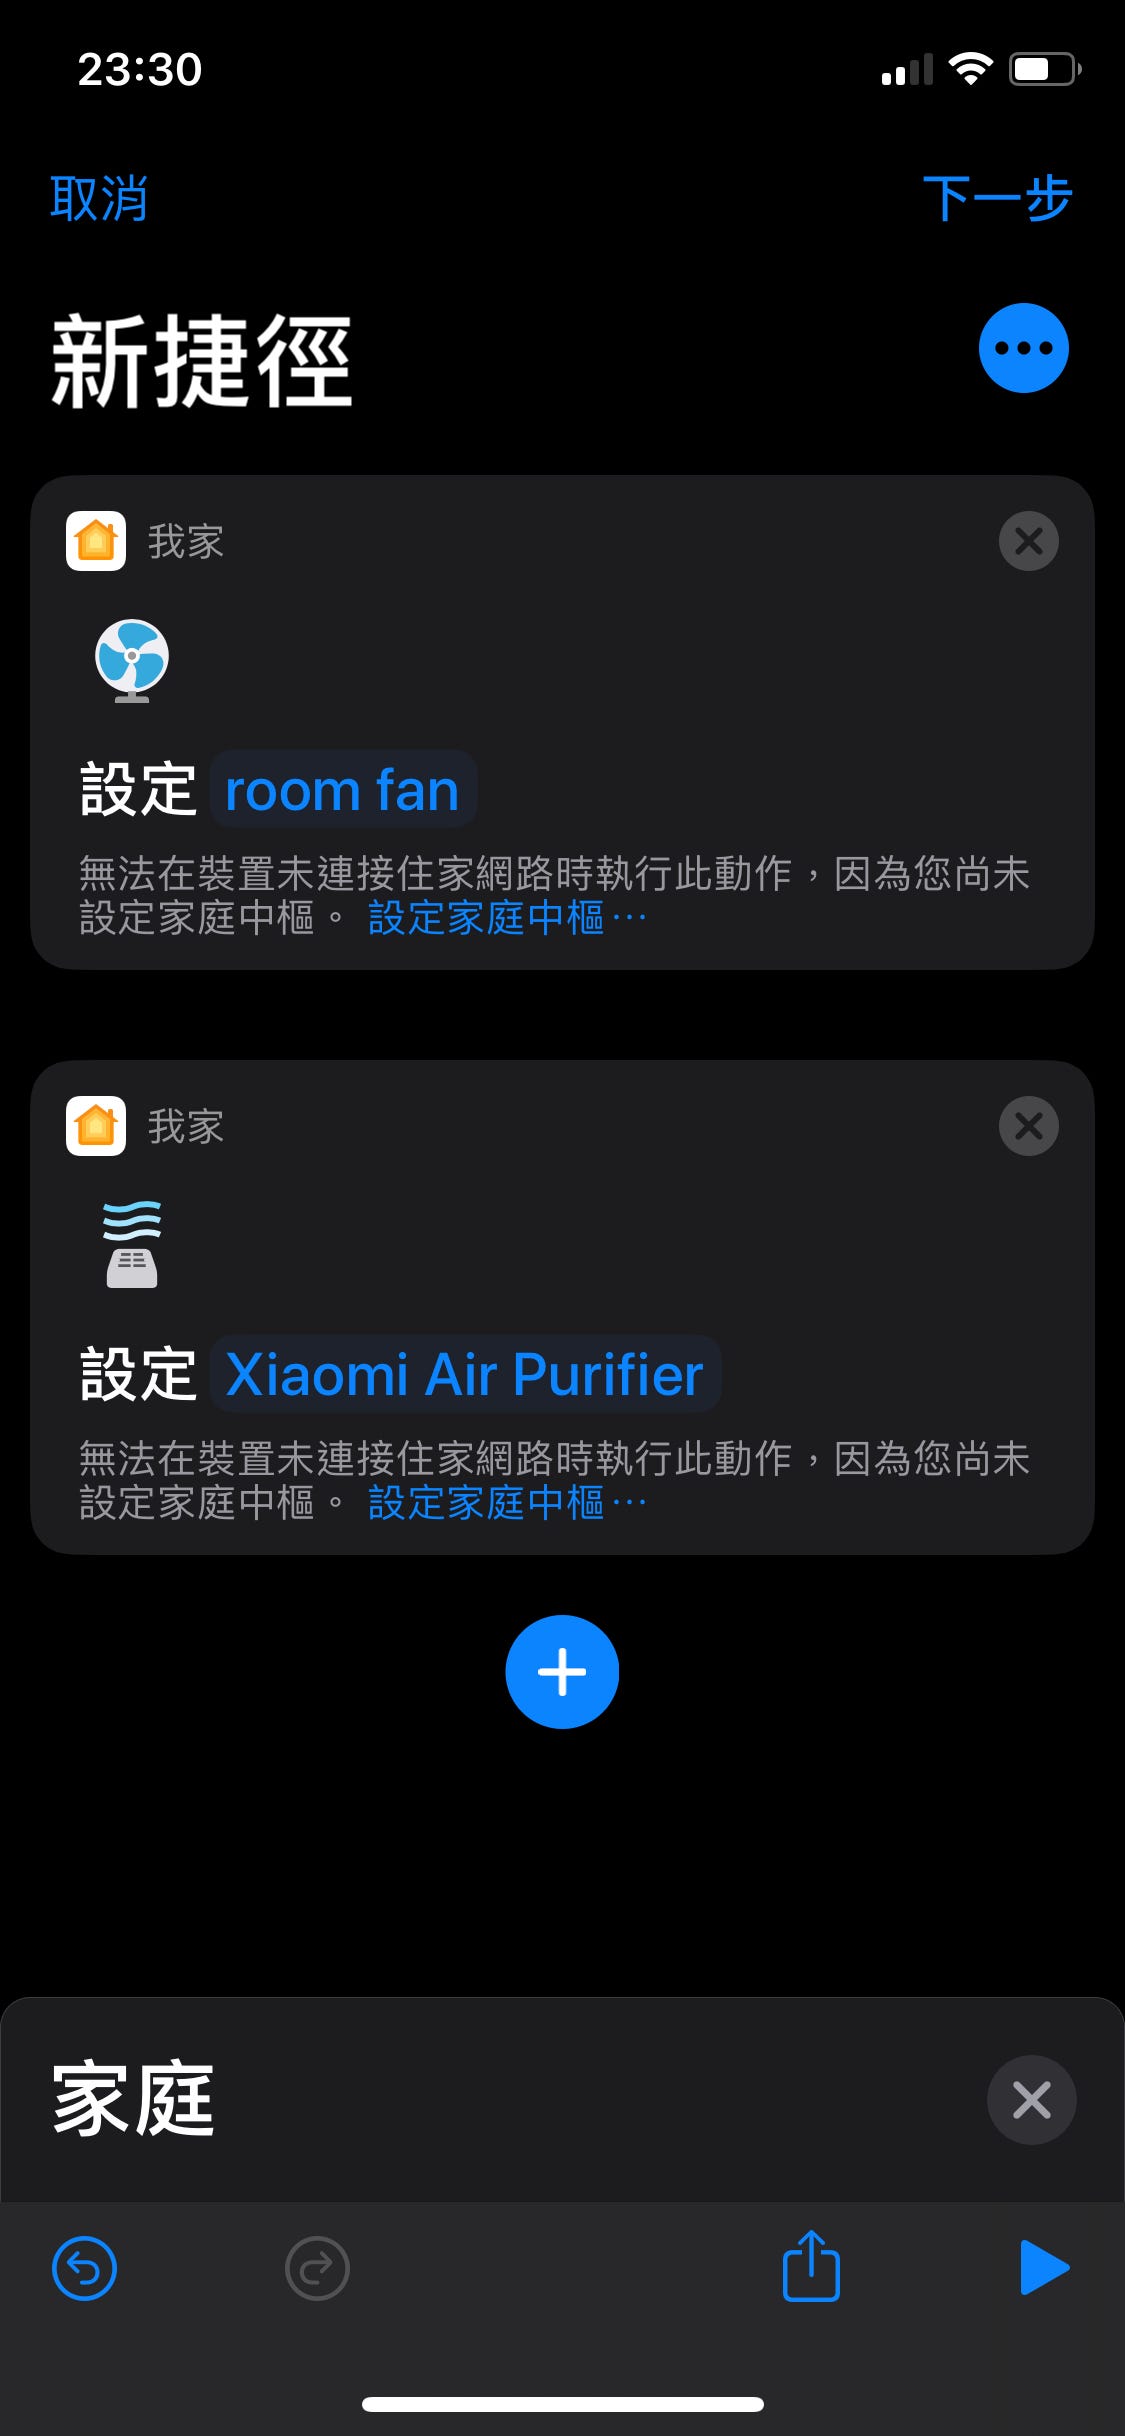 23:30
取消
下一步
新捷徑
我家
設定 room fan
無法在裝置未連接住家網路時執行此動作，因為您尚未
設定家庭中樞。 設定家庭中樞⋯
我家
設定 Xiaomi Air Purifier
無法在裝置未連接住家網路時執行此動作，因為您尚未
設定家庭中樞。 設定家庭中樞⋯
家庭